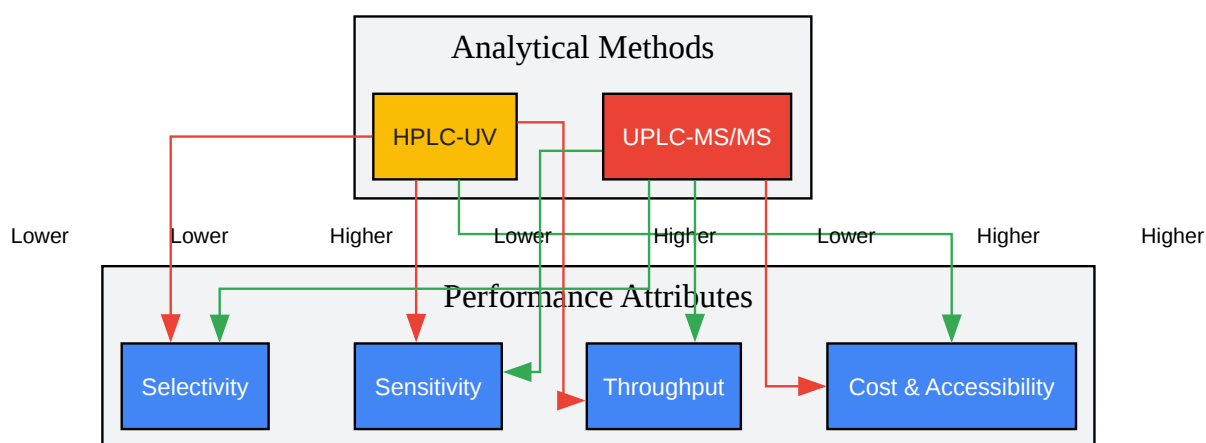 Analytical Methods
HPLC-UV UPLC-MS/MS
Lower Lower Higher Lower Higher Lower Higher Higher
Performance Attributes
Selectivity Sensitivity Throughput Cost & Accessibility